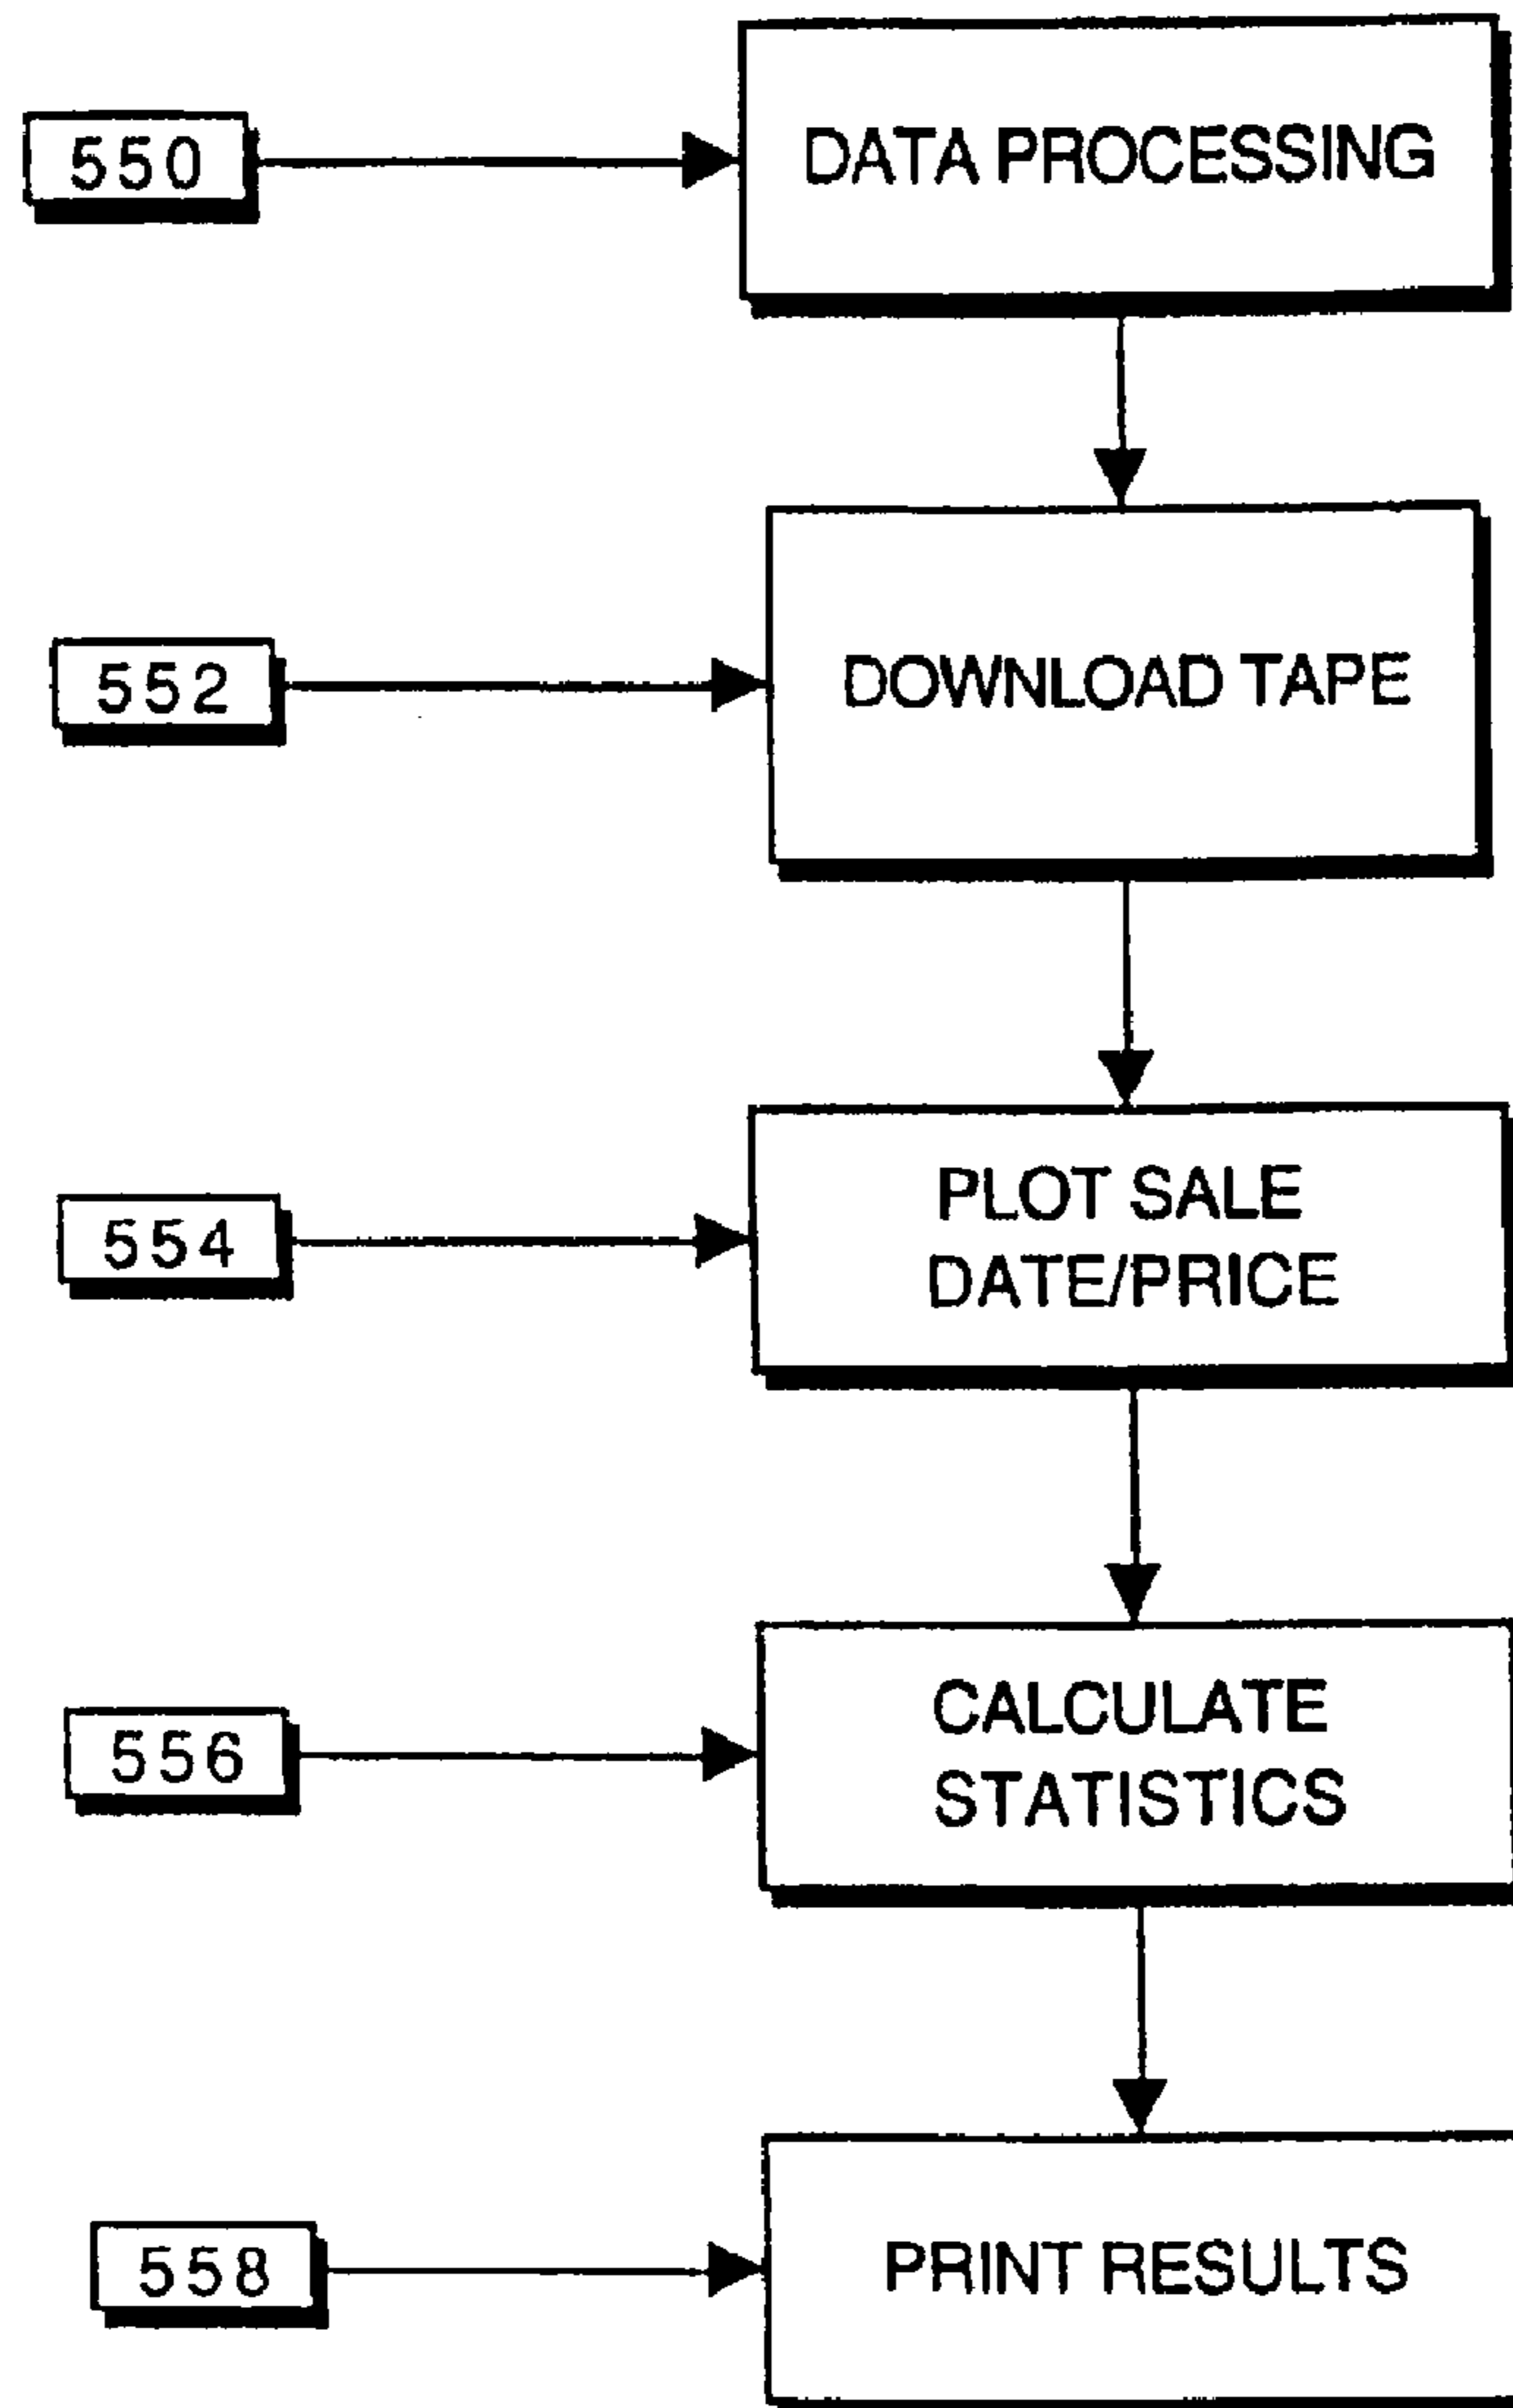 550
DATA PROCESSING
552
DOWNLOAD TAPE
554
PLOT SALE
DATE/PRICE
556
CALCULATE
STATISTICS
558
PRINT RESULTS